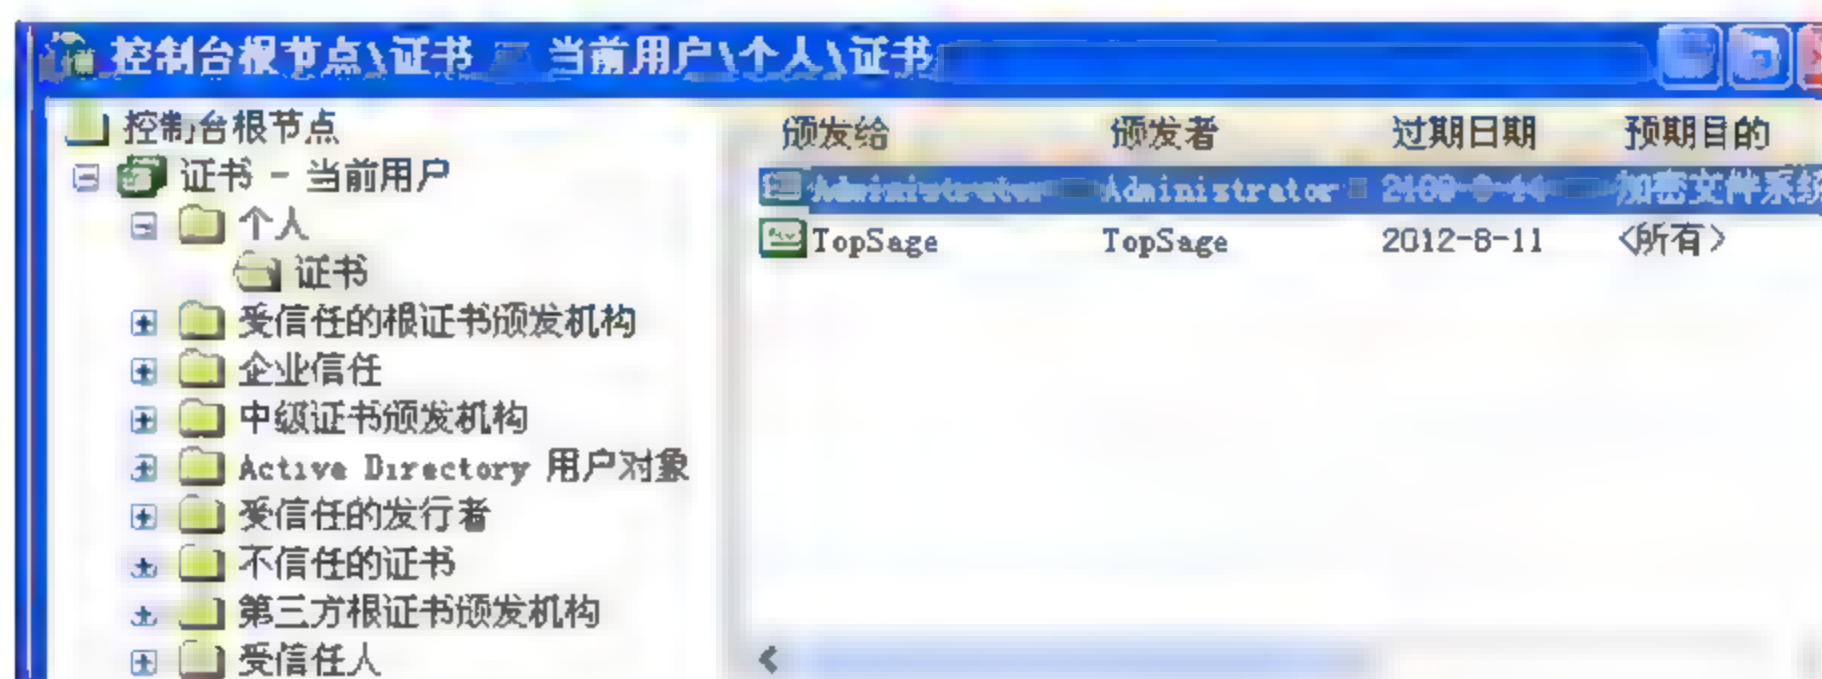 控制台根节点\证书 - 当前用户\个人\证书
控制台根节点
证书 - 当前用户
个人
证书
受信任的根证书颁发机构
企业信任
中级证书颁发机构
Active Directory 用户对象
受信任的发行者
不信任的证书
第三方根证书颁发机构
受信任人
颁发给 颁发者 过期日期 预期目的
Administrator Administrator 加密文件系统
TopSage TopSage 2012-8-11 <所有>